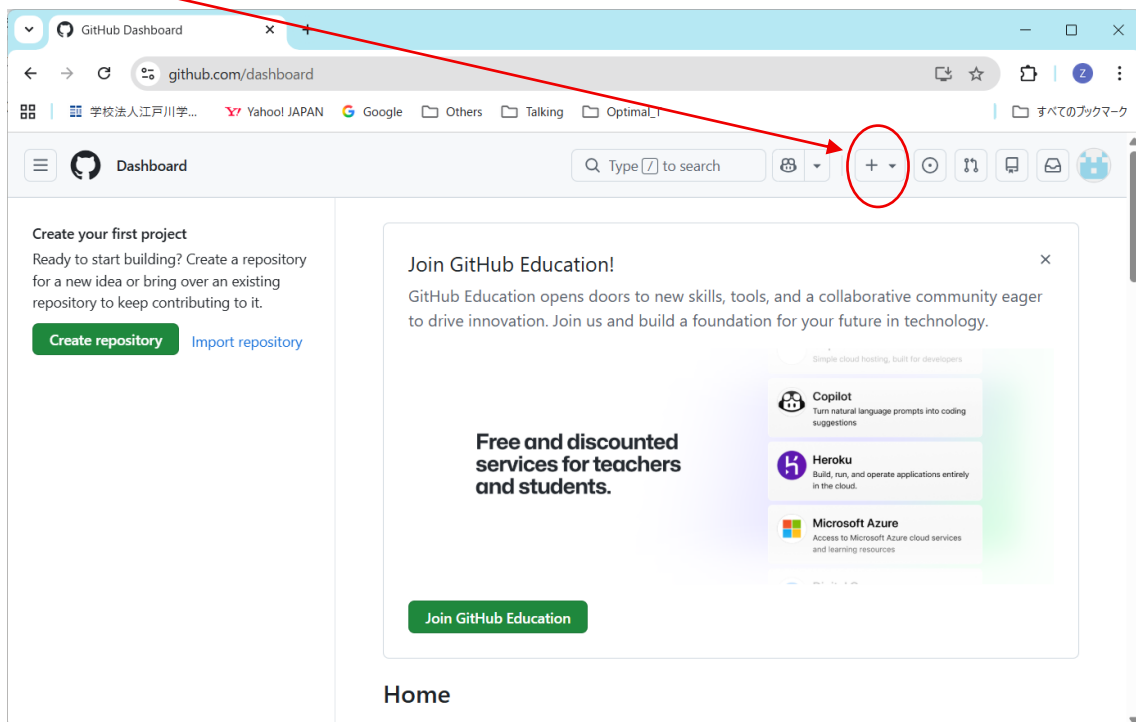 GitHub Dashboard
github.com/dashboard
Z
学校法人江戸川学...
Yahoo! JAPAN
Google
Others
Talking
Optimal_1
すべてのブックマーク
Dashboard
Type / to search
Create your first project
Ready to start building? Create a repository
for a new idea or bring over an existing
repository to keep contributing to it.
Create repository
Import repository
Join GitHub Education!
GitHub Education opens doors to new skills, tools, and a collaborative community eager
to drive innovation. Join us and build a foundation for your future in technology.
Simple cloud hosting, built for developers
Copilot
Turn natural language prompts into coding
suggestions
Free and discounted
services for teachers
and students.
Heroku
Build, run, and operate applications entirely
in the cloud.
Microsoft Azure
Access to Microsoft Azure cloud services
and learning resources
Join GitHub Education
Home